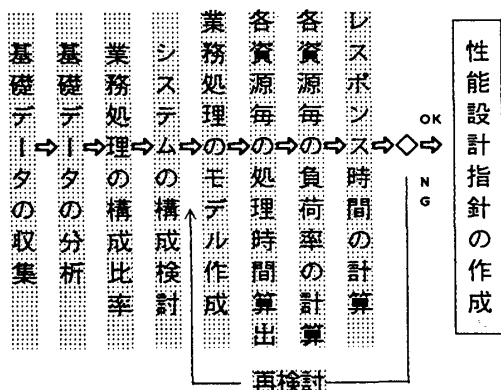 基礎データの収集
基礎データの分析
業務処理の構成比率
システムの構成検討
業務処理のモデル作成
各資源毎の処理時間算出
各資源毎の負荷率の計算
レスポンス時間の計算
OK
NG
性能設計指針の作成
再検討